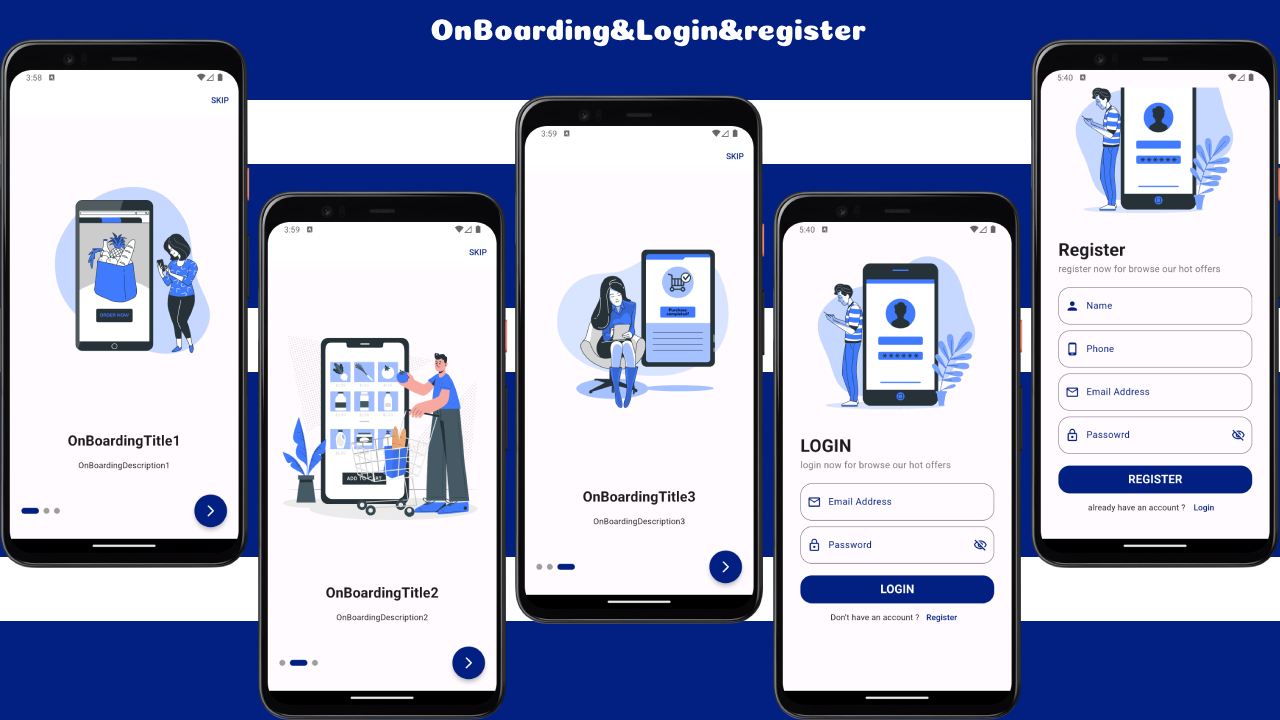 OnBoarding&Login&register
3:58
SKIP
ORDER NOW
OnBoardingTitle1
OnBoardingDescription1
3:59
SKIP
ADD TO CART
OnBoardingTitle2
OnBoardingDescription2
3:59
SKIP
Purchase
completed!
OnBoardingTitle3
OnBoardingDescription3
5:40
LOGIN
login now for browse our hot offers
Email Address
Password
LOGIN
Don't have an account ? Register
5:40
Register
register now for browse our hot offers
Name
Phone
Email Address
Passowrd
REGISTER
already have an account ? Login